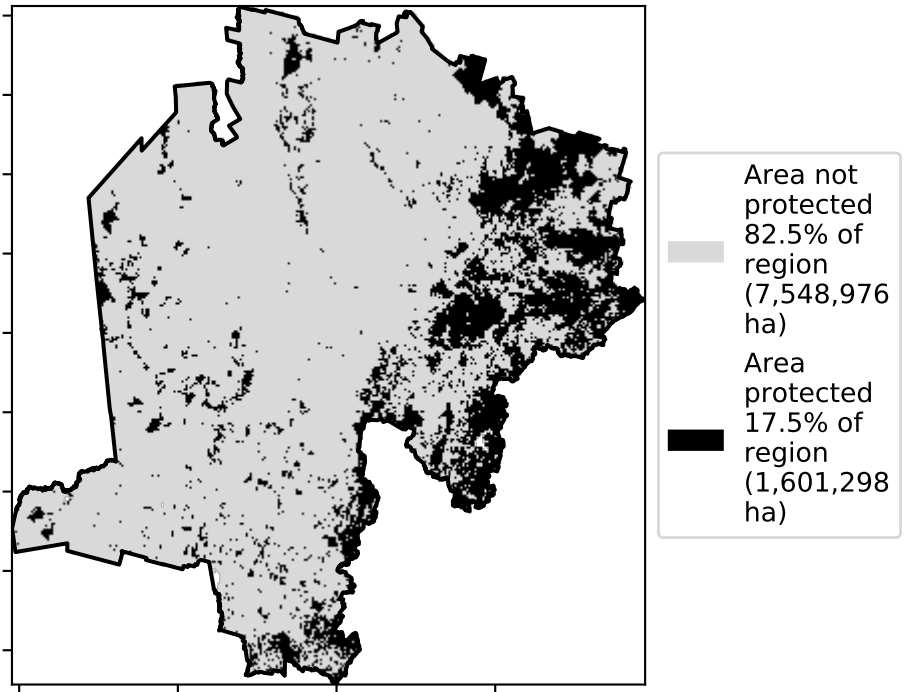 Area not
protected
82.5% of
region
(7,548,976
ha)
Area
protected
17.5% of
region
(1,601,298
ha)